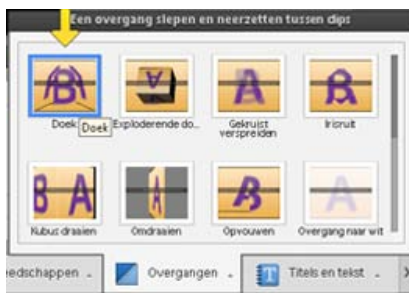 Een overgang slepen en neerzetten tussen clips
Doek
Doek
Exploderende do...
Gekruist verspreiden
Irisruit
Kubus draaien
Omdraaien
Opvouwen
Overgang naar wit
eedschappen
Overgangen
Titels en tekst